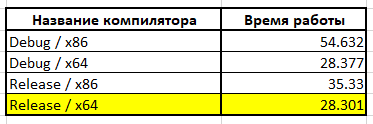 Название компилятора Время работы
Debug / x86 54.632
Debug / x64 28.377
Release / x86 35.33
Release / x64 28.301